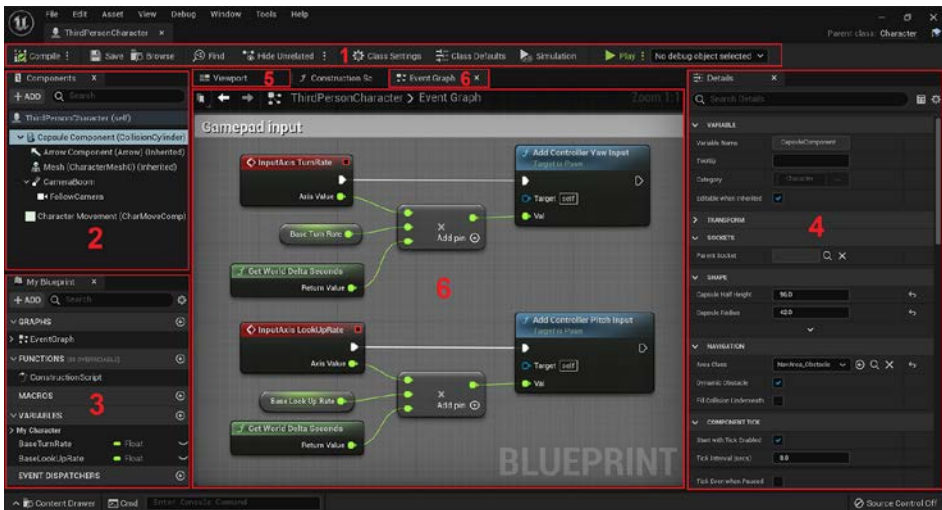 File Edit Asset View Debug Window Tools Help
ThirdPersonCharacter
Parent class: Character
Compile Save Browse Find Hide Unrelated 1 Class Settings Class Defaults Simulation Play No debug object selected
Components
+ ADD Search
ThirdPersonCharacter (self)
Capsule Component (CollisionCylinder)
Arrow Component (Arrow) (Inherited)
Mesh (CharacterMesh0) (Inherited)
CameraBoom
FollowCamera
Character Movement (CharMoveComp)
2
My Blueprint
+ ADD Search
GRAPHS
EventGraph
FUNCTIONS
ConstructionScript
MACROS
3
VARIABLES
My Character
BaseTurnRate Float
BaseLookUpRate Float
EVENT DISPATCHERS
Viewport 5 Construction Sc Event Graph 6
ThirdPersonCharacter > Event Graph Zoom 1:1
Gamepad input
InputAxis TurnRate
Axis Value
Base Turn Rate
Get World Delta Seconds
Return Value
Add pin
Add Controller Yaw Input
Target is Pawn
Target self
Val
6
InputAxis LookUpRate
Axis Value
Base Look Up Rate
Get World Delta Seconds
Return Value
Add pin
Add Controller Pitch Input
Target is Pawn
Target self
Val
BLUEPRINT
Details
Search Details
VARIABLE
Variable Name CapsuleComponent
Tooltip
Category Character
Editable when Inherited
TRANSFORM
4
SOCKETS
Parent Socket
SHAPE
Capsule Half Height 96.0
Capsule Radius 42.0
NAVIGATION
Area Class NavArea_Obstacle
Dynamic Obstacle
Fill Collision Underneath
COMPONENT TICK
Start with Tick Enabled
Tick Interval (secs) 0.0
Tick Even when Paused
Content Drawer Cmd Enter Console Command Source Control Off